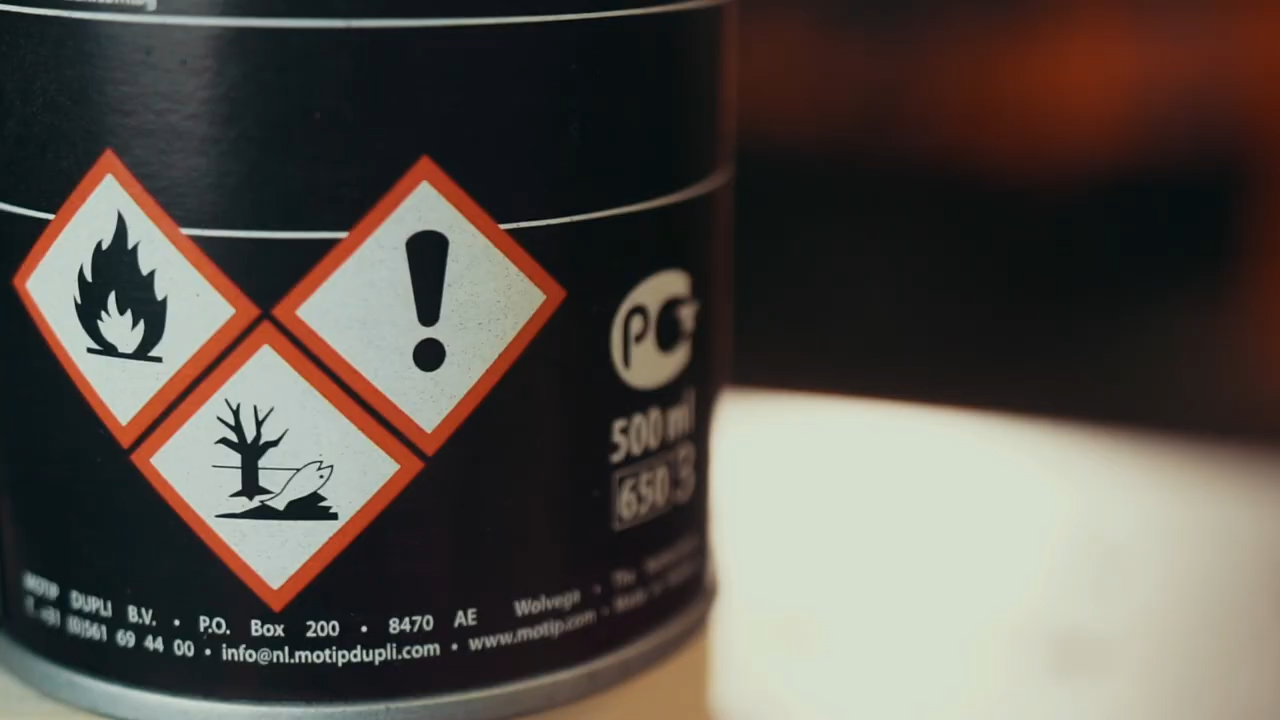 500 ml
650
MOTIP DUPLI B.V. • P.O. Box 200 • 8470 AE Wolvega • The
(0)561 69 44 00 • info@nl.motipdupli.com • www.motip.com •